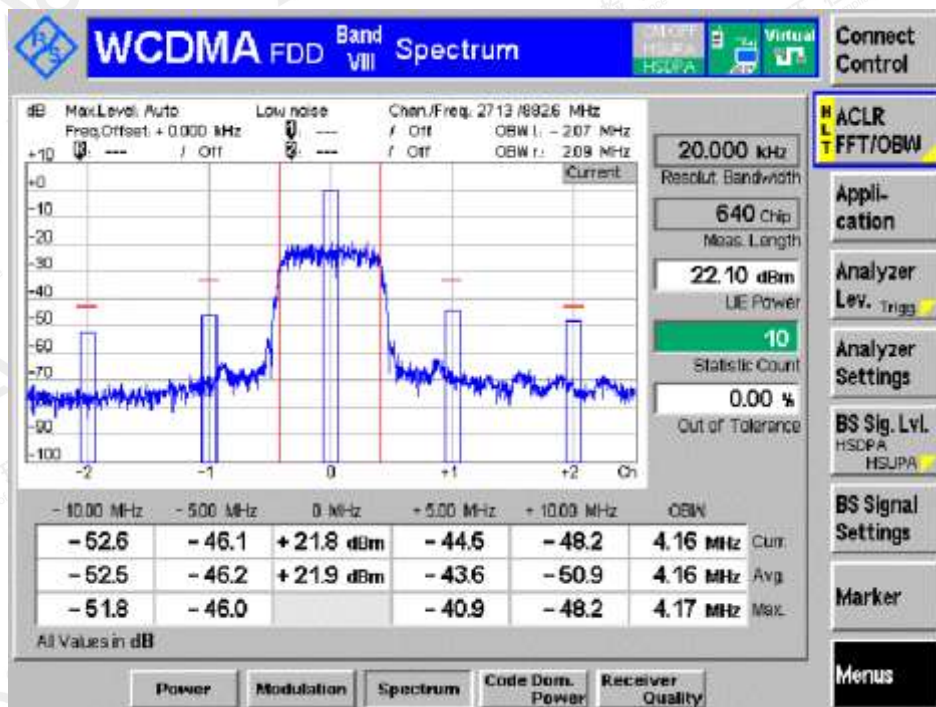 WCDMA FDD Band VIII Spectrum
Virtual
HSDPA
Connect Control
dB Max.Level: Auto Low noise Chan./Freq.: 2713 /882.6 MHz
Freq.Offset: + 0.000 kHz --- / Off OBW l.: - 2.07 MHz
--- / Off --- / Off OBW r.: 2.09 MHz
Current
+10
+0
-10
-20
-30
-40
-50
-60
-70
-90
-100
-2 -1 0 +1 +2 Ch
20.000 kHz
Resolut. Bandwidth
640 Chip
Meas. Length
22.10 dBm
UE Power
10
Statistic Count
0.00 %
Out of Tolerance
- 10.00 MHz - 5.00 MHz 0 MHz + 5.00 MHz + 10.00 MHz OBW
- 52.6 - 46.1 + 21.8 dBm - 44.6 - 48.2 4.16 MHz Curr.
- 52.5 - 46.2 + 21.9 dBm - 43.6 - 50.9 4.16 MHz Avg.
- 51.8 - 46.0 - 40.9 - 48.2 4.17 MHz Max.
All Values in dB
HLT
ACLR
FFT/OBW
Appli-
cation
Analyzer
Lev. Trigg.
Analyzer
Settings
BS Sig. Lvl.
HSDPA
HSUPA
BS Signal
Settings
Marker
Menus
Power
Modulation
Spectrum
Code Dom.
Power
Receiver
Quality